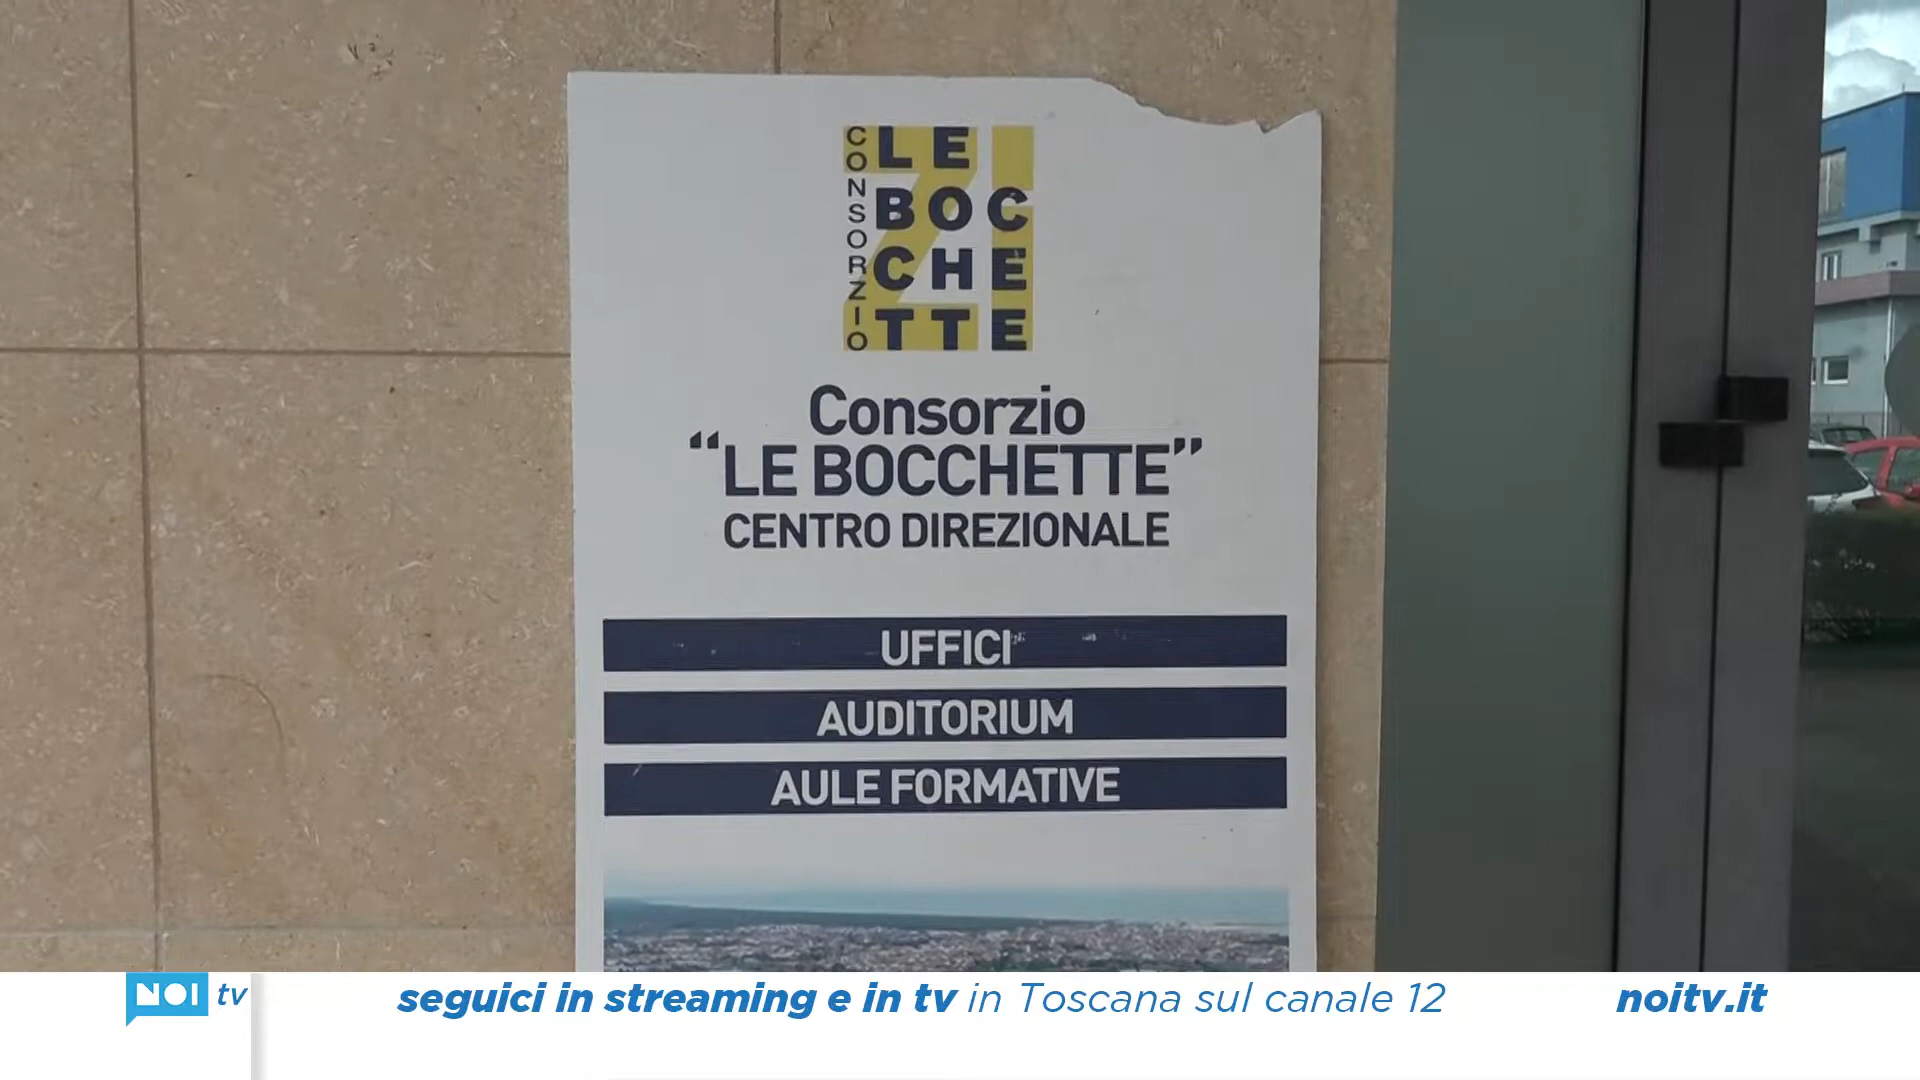 CONSORZIO
LE
BOC
CHE
TTE
Consorzio
“LE BOCCHETTE”
CENTRO DIREZIONALE
UFFICI
AUDITORIUM
AULE FORMATIVE
NOI tv
seguici in streaming e in tv in Toscana sul canale 12
noitv.it